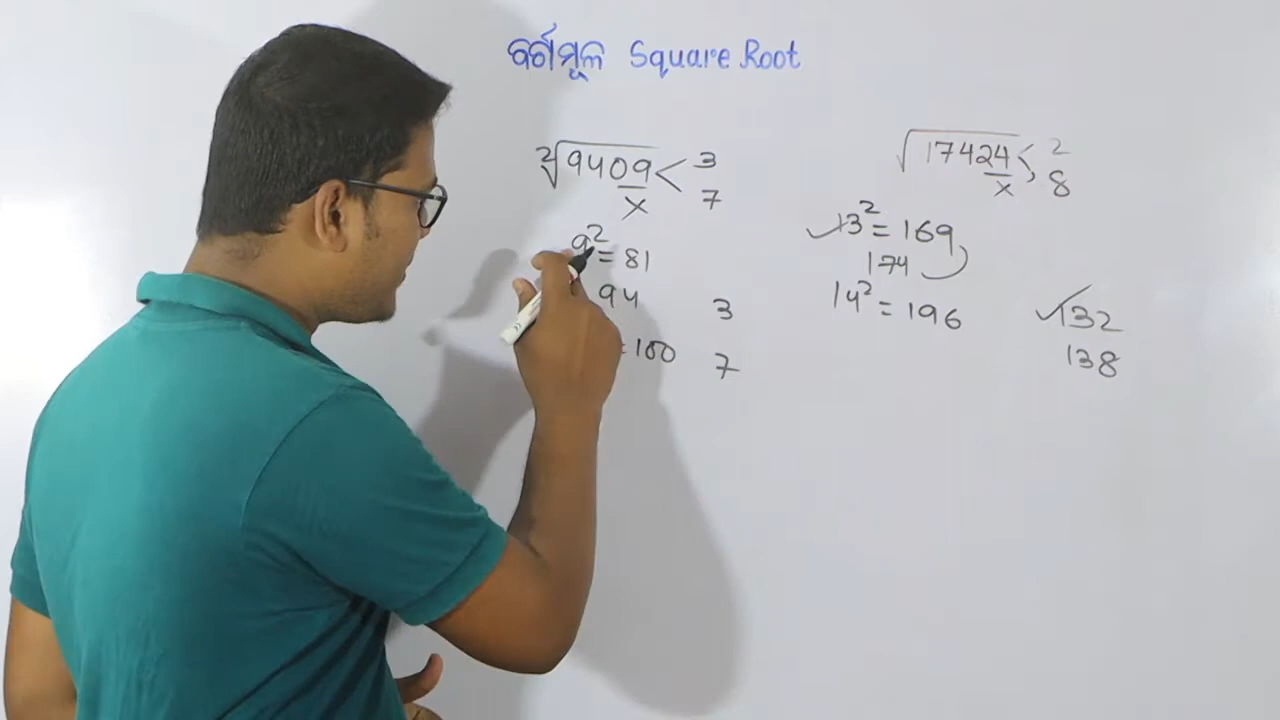 ବର୍ଗମୂଳ Square Root
2√9409 < 3
7
x
9² = 81
94
= 100
3
7
√17424 < 2
8
x
✓13² = 169
174
14² = 196
✓132
138